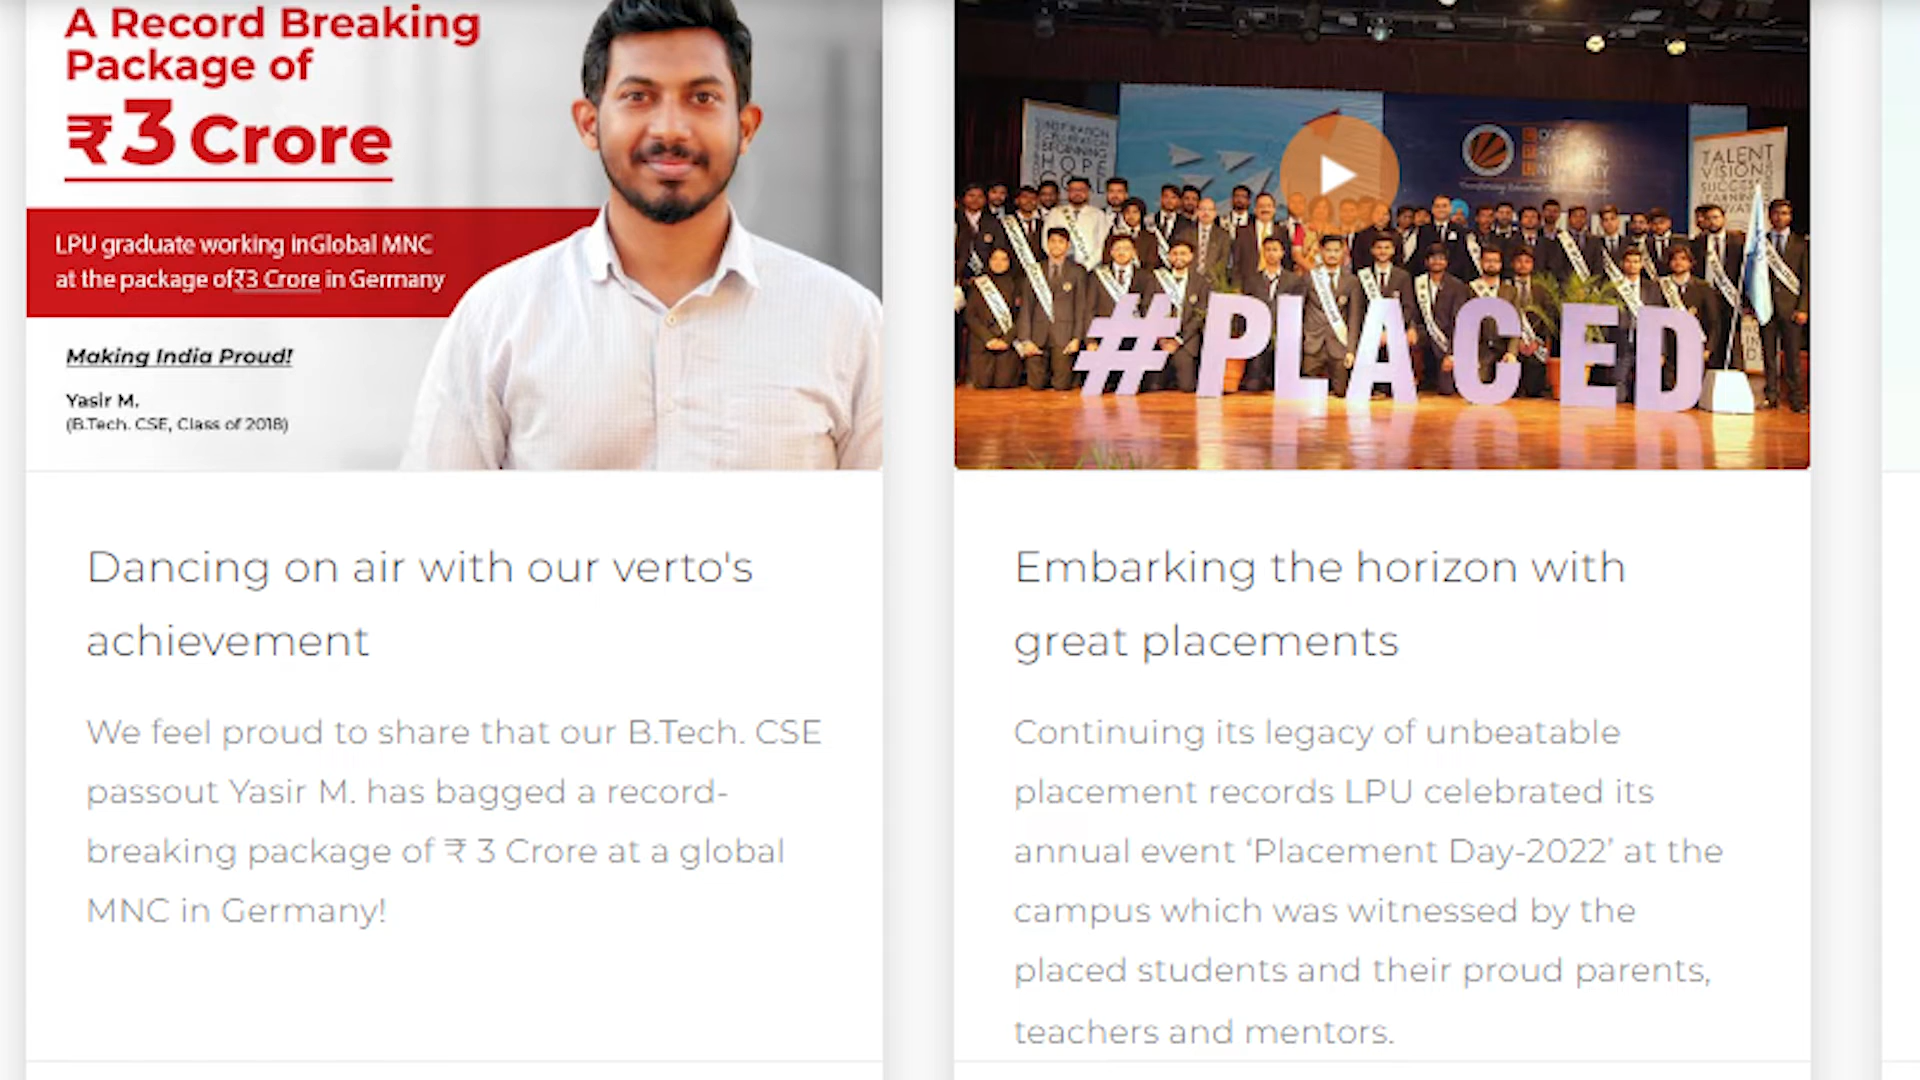 A Record Breaking
Package of
₹3 Crore
LPU graduate working inGlobal MNC
at the package of₹3 Crore in Germany
Making India Proud!
Yasir M.
(B.Tech. CSE, Class of 2018)
Dancing on air with our verto's
achievement
We feel proud to share that our B.Tech. CSE
passout Yasir M. has bagged a record-
breaking package of ₹ 3 Crore at a global
MNC in Germany!
BEGINNING
HOPE
TALENT
VISION
#PLACED
Embarking the horizon with
great placements
Continuing its legacy of unbeatable
placement records LPU celebrated its
annual event ‘Placement Day-2022’ at the
campus which was witnessed by the
placed students and their proud parents,
teachers and mentors.